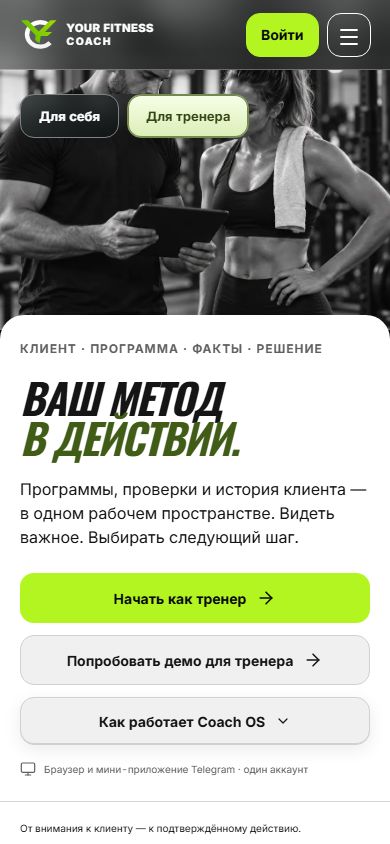 YOUR FITNESS
COACH
Войти
Для себя
Для тренера
КЛИЕНТ · ПРОГРАММА · ФАКТЫ · РЕШЕНИЕ
ВАШ МЕТОД
В ДЕЙСТВИИ.
Программы, проверки и история клиента —
в одном рабочем пространстве. Видеть
важное. Выбирать следующий шаг.
Начать как тренер
Попробовать демо для тренера
Как работает Coach OS
Браузер и мини-приложение Telegram · один аккаунт
От внимания к клиенту — к подтверждённому действию.